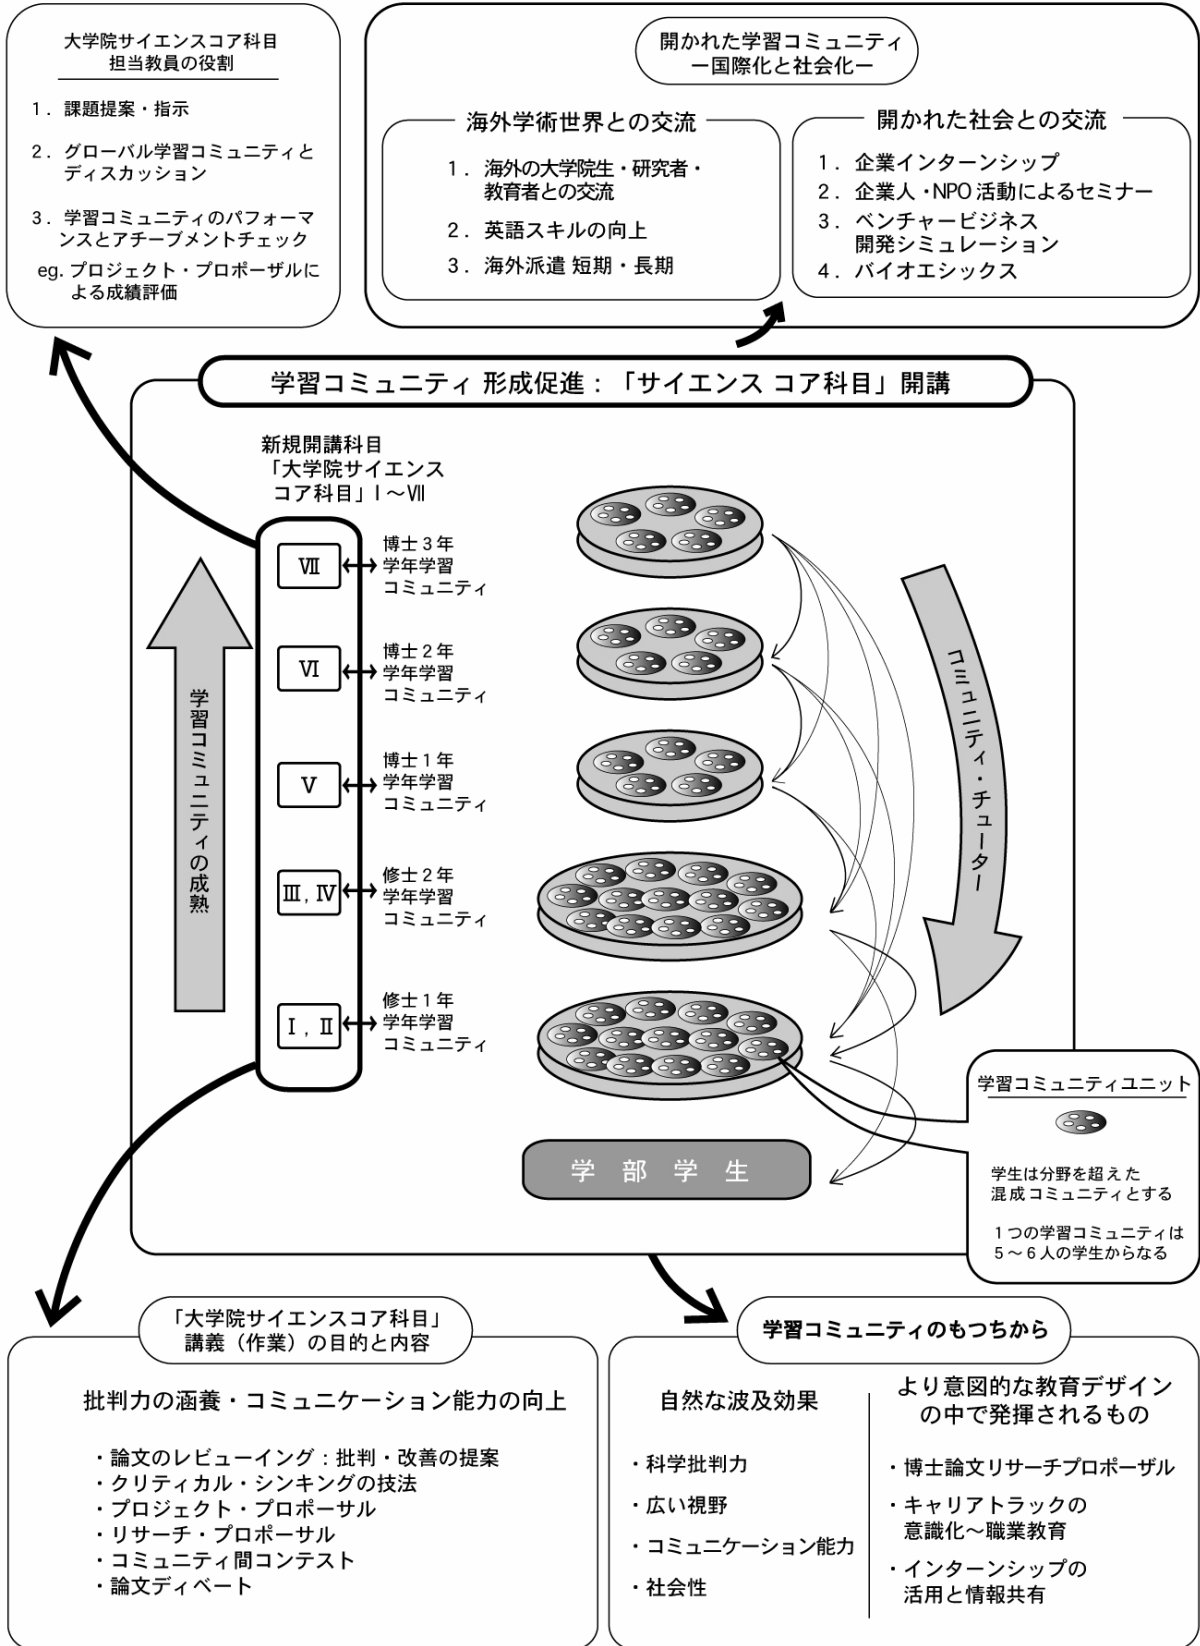 大学院サイエンスコア科目
担当教員の役割
1．課題提案・指示
2．グローバル学習コミュニティと
ディスカッション
3．学習コミュニティのパフォーマ
ンスとアチーブメントチェック
eg. プロジェクト・プロポーザルに
よる成績評価
開かれた学習コミュニティ
ー国際化と社会化ー
海外学術世界との交流
1．海外の大学院生・研究者・
教育者との交流
2．英語スキルの向上
3．海外派遣 短期・長期
開かれた社会との交流
1．企業インターンシップ
2．企業人・NPO 活動によるセミナー
3．ベンチャービジネス
開発シミュレーション
4．バイオエシックス
学習コミュニティ 形成促進：「サイエンス コア科目」開講
新規開講科目
「大学院サイエンス
コア科目」Ⅰ～Ⅶ
Ⅶ
博士３年
学年学習
コミュニティ
Ⅵ
博士２年
学年学習
コミュニティ
Ⅴ
博士１年
学年学習
コミュニティ
Ⅲ , Ⅳ
修士２年
学年学習
コミュニティ
Ⅰ , Ⅱ
修士１年
学年学習
コミュニティ
学習コミュニティの成熟
コミュニティ・チューター
学部学生
学習コミュニティユニット
学生は分野を超えた
混成コミュニティとする
１つの学習コミュニティは
５～６人の学生からなる
「大学院サイエンスコア科目」
講義（作業）の目的と内容
批判力の涵養・コミュニケーション能力の向上
・論文のレビューイング：批判・改善の提案
・クリティカル・シンキングの技法
・プロジェクト・プロポーサル
・リサーチ・プロポーサル
・コミュニティ間コンテスト
・論文ディベート
学習コミュニティのもつちから
自然な波及効果
・科学批判力
・広い視野
・コミュニケーション能力
・社会性
より意図的な教育デザイン
の中で発揮されるもの
・博士論文リサーチプロポーザル
・キャリアトラックの
意識化～職業教育
・インターンシップの
活用と情報共有